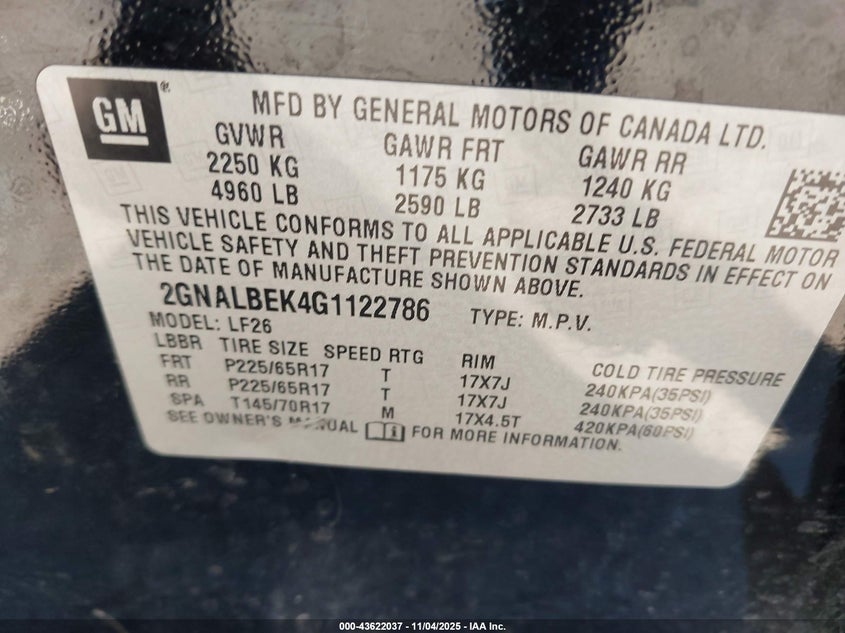 GM ®
MFD BY GENERAL MOTORS OF CANADA LTD.
GVWR GAWR FRT GAWR RR
2250 KG 1175 KG 1240 KG
4960 LB 2590 LB 2733 LB
THIS VEHICLE CONFORMS TO ALL APPLICABLE U.S. FEDERAL MOTOR
VEHICLE SAFETY AND THEFT PREVENTION STANDARDS IN EFFECT ON
THE DATE OF MANUFACTURE SHOWN ABOVE.
2GNALBEK4G1122786 TYPE: M.P.V.
MODEL: LF26
LBBR TIRE SIZE SPEED RTG RIM COLD TIRE PRESSURE
FRT P225/65R17 T 17X7J 240KPA(35PSI)
RR P225/65R17 T 17X7J 240KPA(35PSI)
SPA T145/70R17 M 17X4.5T 420KPA(60PSI)
SEE OWNER'S MANUAL FOR MORE INFORMATION.
000-43622037 - 11/04/2025 - IAA Inc.